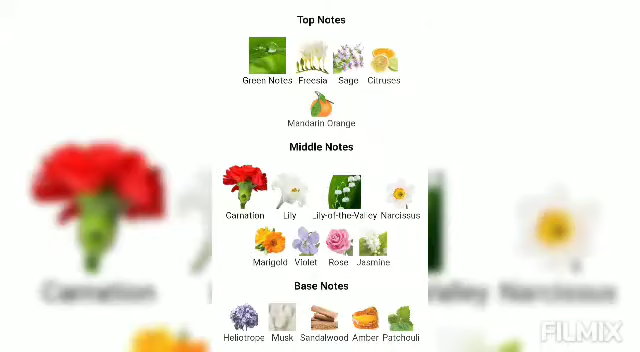 Top Notes
Green Notes Freesia Sage Citruses
Mandarin Orange
Middle Notes
Carnation Lily Lily-of-the-Valley Narcissus
Marigold Violet Rose Jasmine
Base Notes
Heliotrope Musk Sandalwood Amber Patchouli
Carnation
alley Narcissus
FILMIX